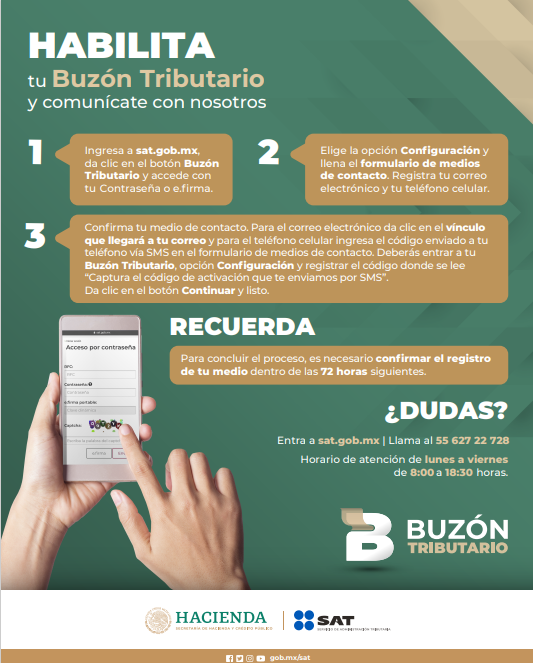 HABILITA
tu Buzón Tributario
y comunícate con nosotros
1
Ingresa a sat.gob.mx,
da clic en el botón Buzón
Tributario y accede con
tu Contraseña o e.firma.
2
Elige la opción Configuración y
llena el formulario de medios
de contacto. Registra tu correo
electrónico y tu teléfono celular.
3
Confirma tu medio de contacto. Para el correo electrónico da clic en el vínculo
que llegará a tu correo y para el teléfono celular ingresa el código enviado a tu
teléfono vía SMS en el formulario de medios de contacto. Deberás entrar a tu
Buzón Tributario, opción Configuración y registrar el código donde se lee
“Captura el código de activación que te enviamos por SMS”.
Da clic en el botón Continuar y listo.
Acceso por contraseña
RFC:
RFC
Contraseña:
Contraseña
Captcha:
RECUERDA
Para concluir el proceso, es necesario confirmar el registro
de tu medio dentro de las 72 horas siguientes.
¿DUDAS?
Entra a sat.gob.mx | Llama al 55 627 22 728
Horario de atención de lunes a viernes
de 8:00 a 18:30 horas.
B BUZÓN
TRIBUTARIO
HACIENDA
SECRETARÍA DE HACIENDA Y CRÉDITO PÚBLICO
SAT
SERVICIO DE ADMINISTRACIÓN TRIBUTARIA
gob.mx/sat